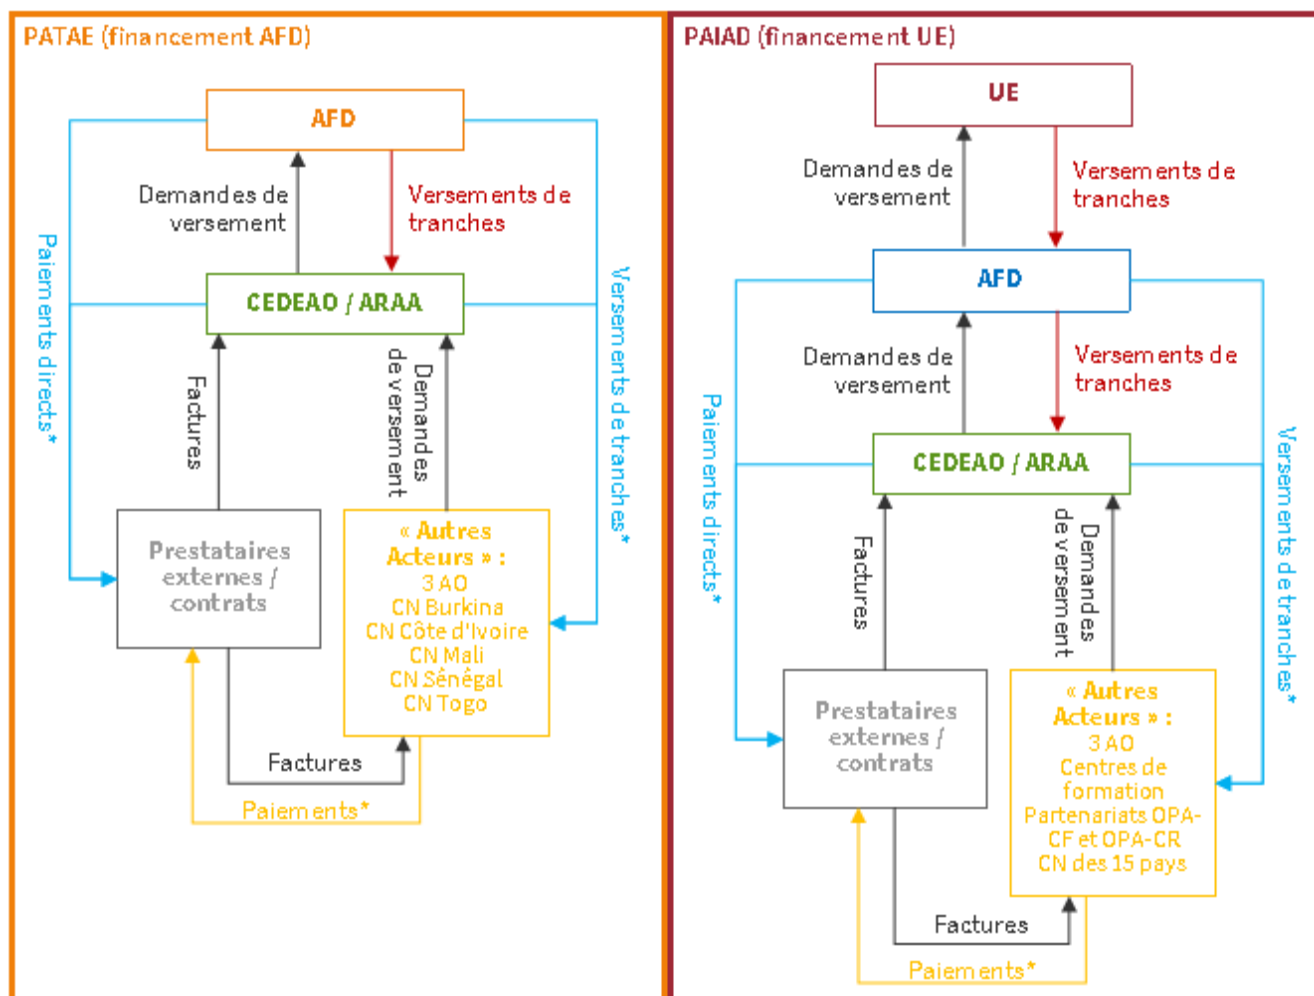 PATAE (financement AFD)
AFD
Demandes de
versement
Versements de
tranches
Paiements directs*
Versements de tranches*
CEDEAO / ARAA
Factures
Demandes
de versement
Prestataires
externes /
contrats
« Autres
Acteurs » :
3 AO
CN Burkina
CN Côte d'Ivoire
CN Mali
CN Sénégal
CN Togo
Factures
Paiements*
PAIAD (financement UE)
UE
Demandes de
versement
Versements de
tranches
AFD
Demandes de
versement
Versements de
tranches
Paiements directs*
Versements de tranches*
CEDEAO / ARAA
Factures
Demandes
de versement
Prestataires
externes /
contrats
« Autres
Acteurs » :
3 AO
Centres de
formation
Partenariats OPA-
CF et OPA-CR
CN des 15 pays
Factures
Paiements*